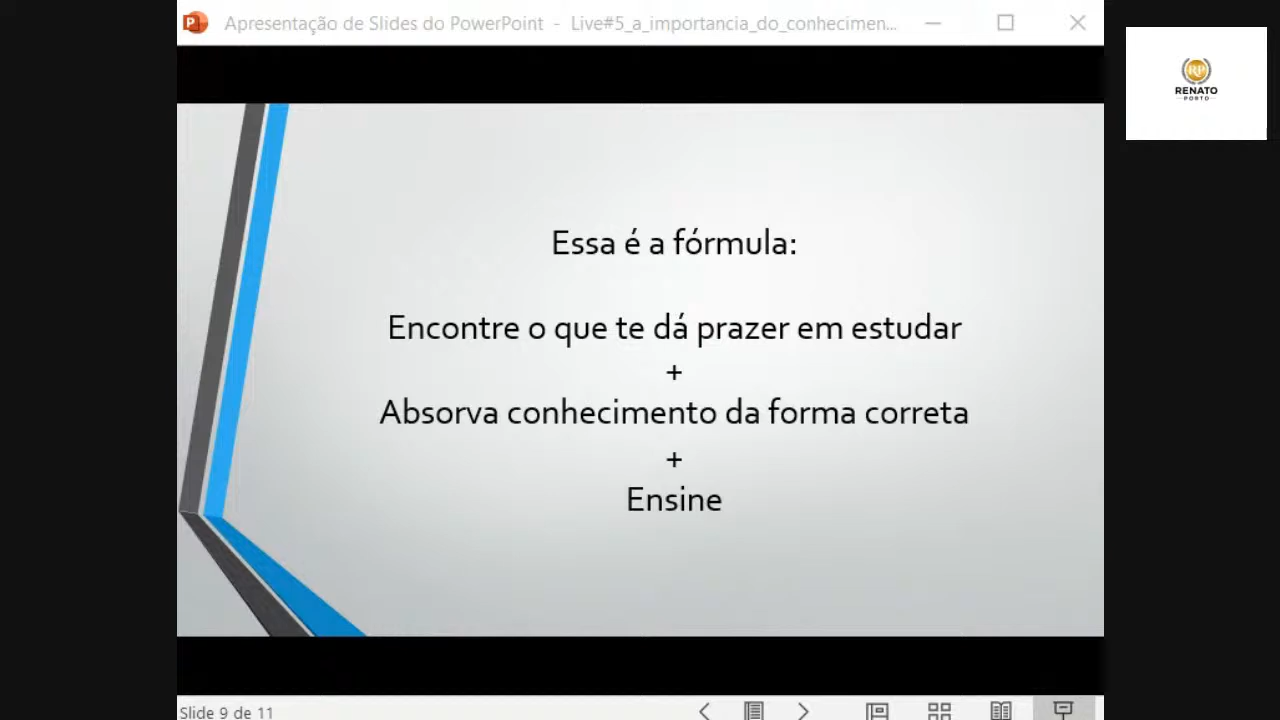 Apresentação de Slides do PowerPoint - Live#5_a_importancia_do_conhecimen...
RP
RENATO
PORTO
Essa é a fórmula:
Encontre o que te dá prazer em estudar
+
Absorva conhecimento da forma correta
+
Ensine
Slide 9 de 11